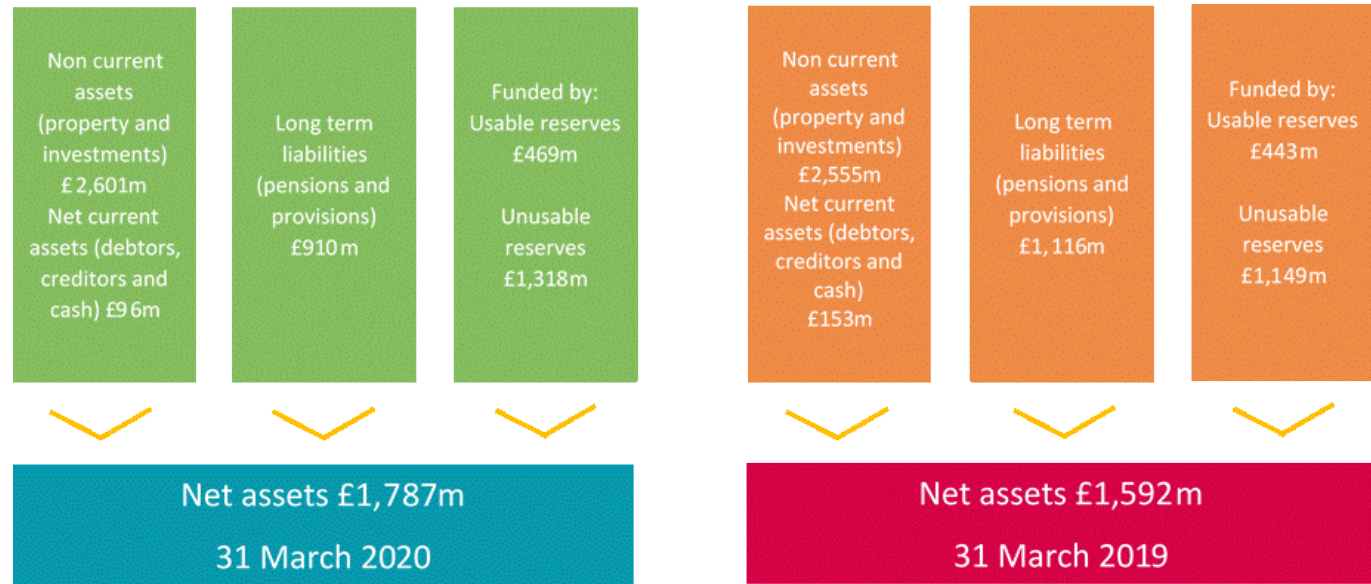 Non current
assets
(property and
investments)
£2,601m
Net current
assets (debtors,
creditors and
cash) £96m
Long term
liabilities
(pensions and
provisions)
£910m
Funded by:
Usable reserves
£469m
Unusable
reserves
£1,318m
Net assets £1,787m
31 March 2020
Non current
assets
(property and
investments)
£2,555m
Net current
assets (debtors,
creditors and
cash)
£153m
Long term
liabilities
(pensions and
provisions)
£1,116m
Funded by:
Usable reserves
£443m
Unusable
reserves
£1,149m
Net assets £1,592m
31 March 2019